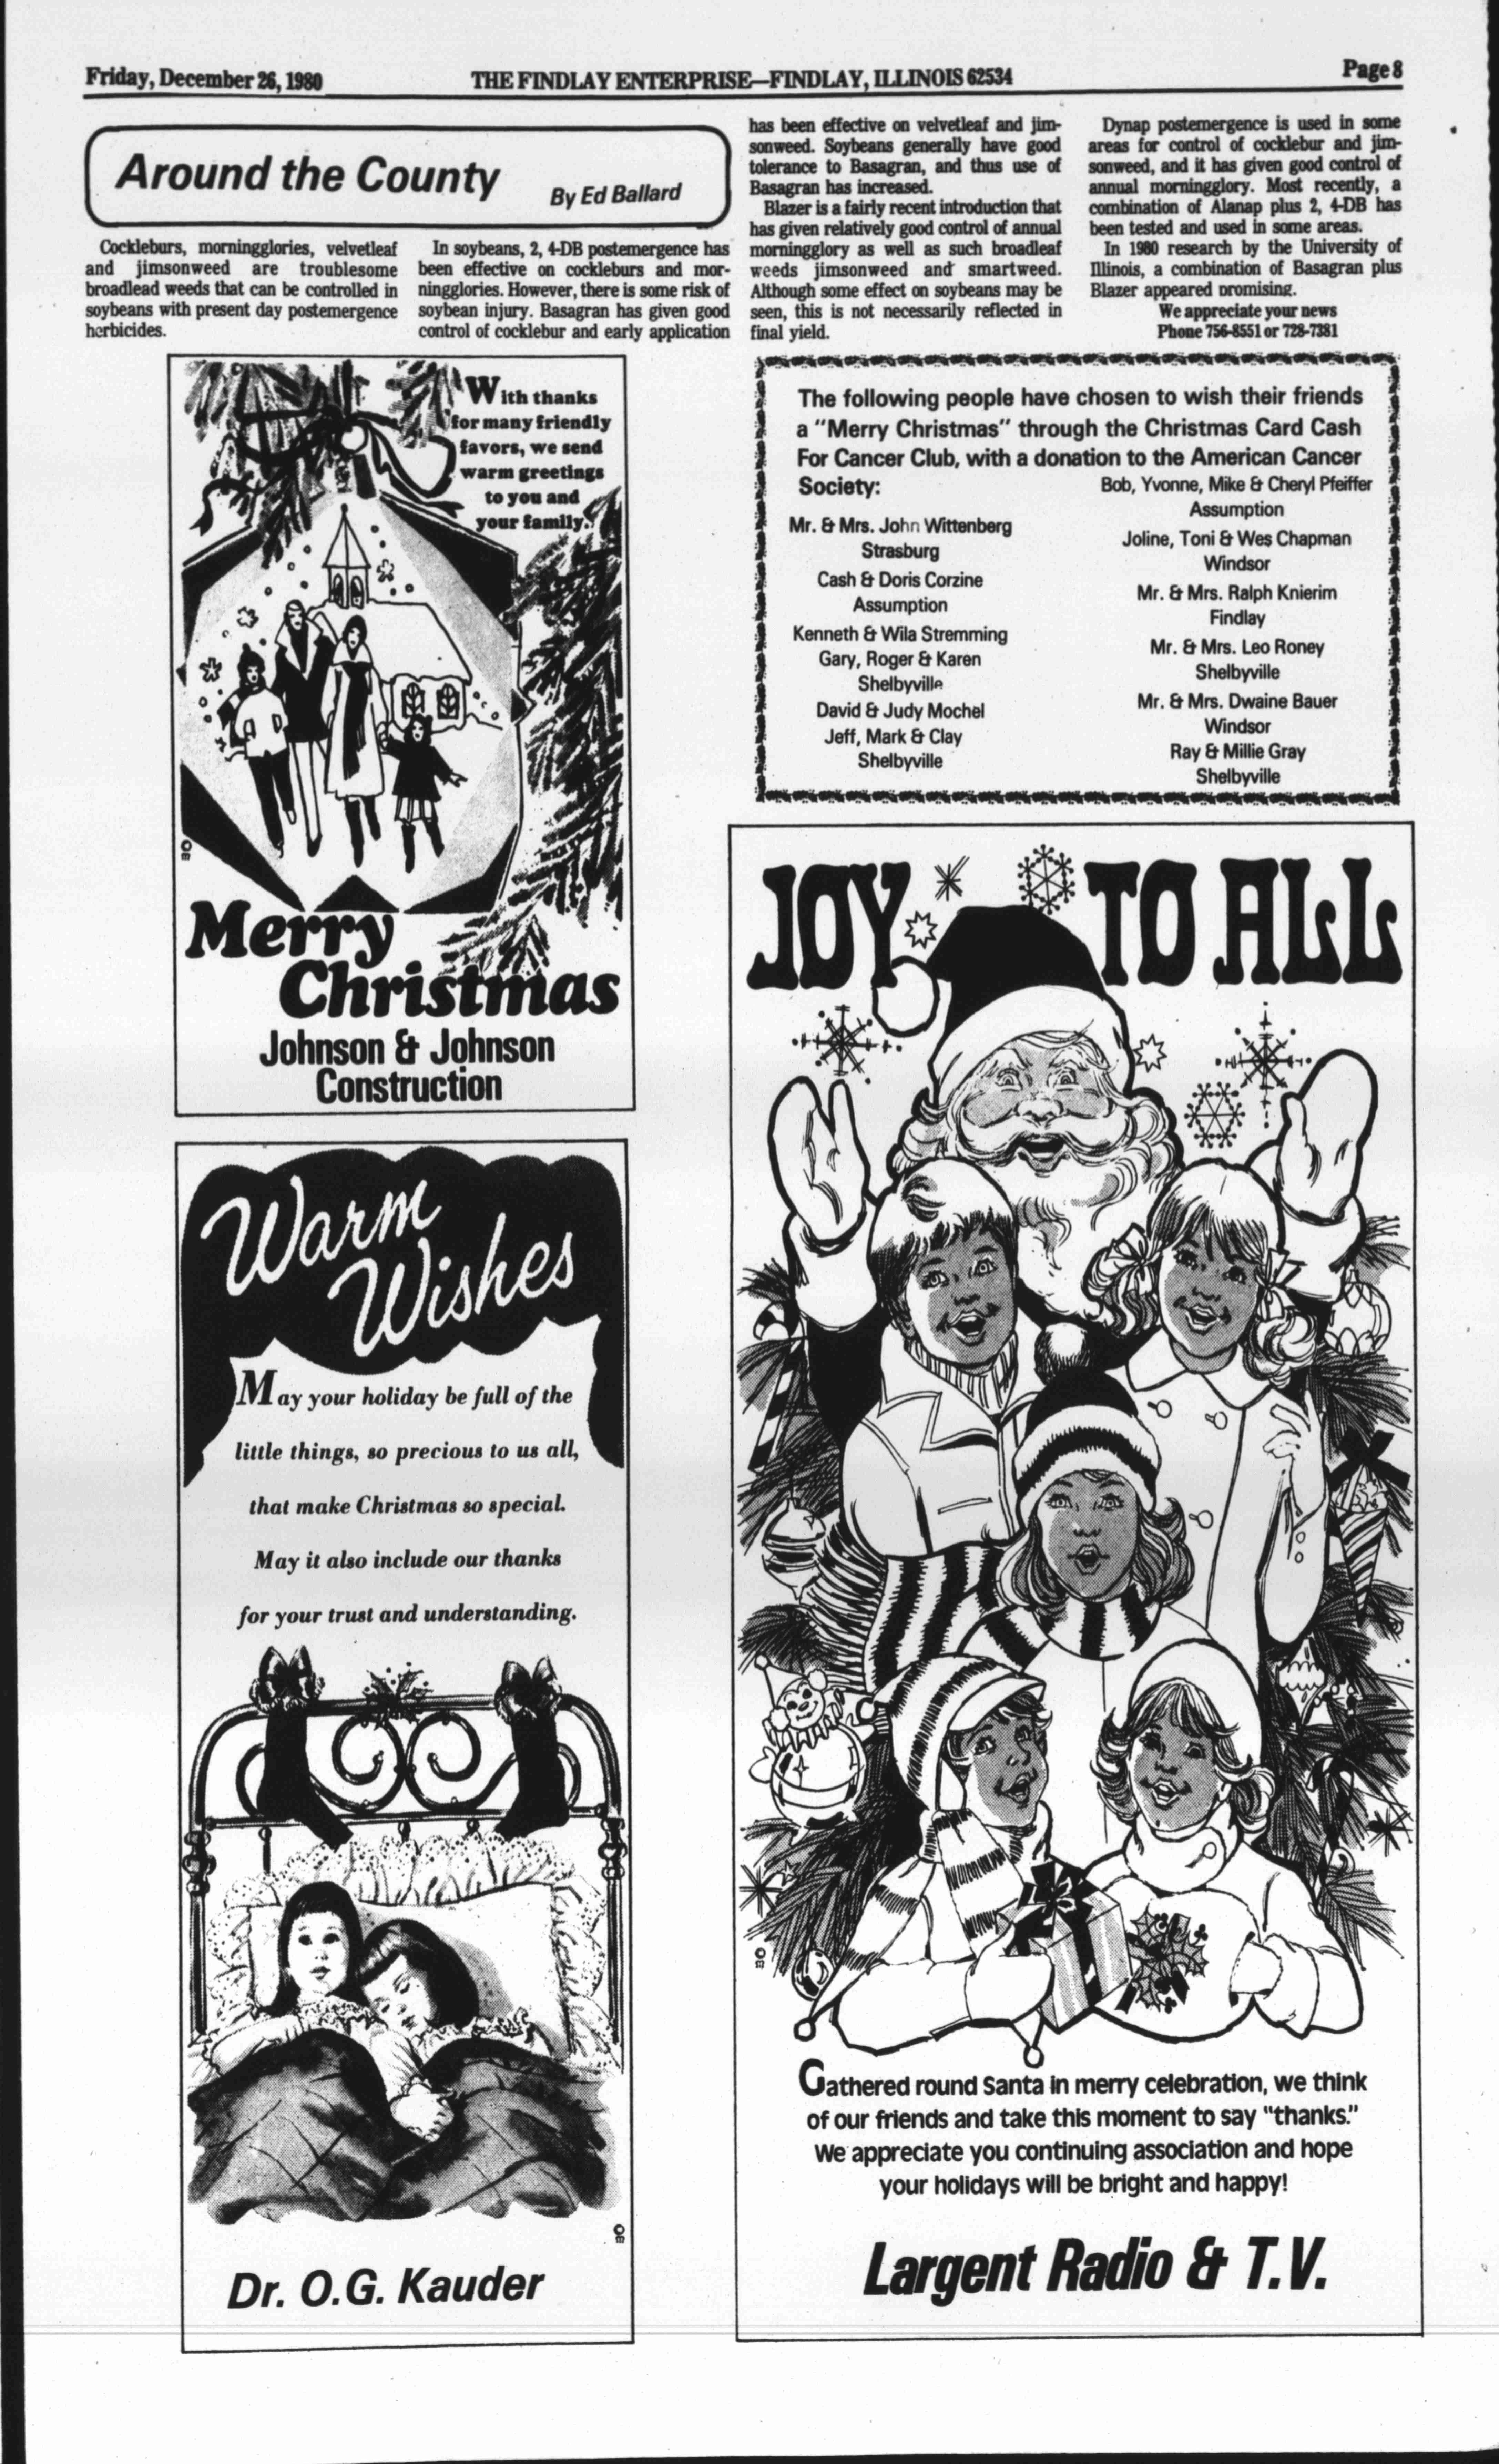 Friday, December 26, 1980
THE FINDLAY ENTERPRISE—FINDLAY, ILLINOIS 62534
Page 8
Around the County
By Ed Ballard
Cockleburs, morningglories, velvetleaf
and jimsonweed are troublesome
broadlead weeds that can be controlled in
soybeans with present day postemergence
herbicides.
In soybeans, 2, 4-DB postemergence has
been effective on cockleburs and mor-
ningglories. However, there is some risk of
soybean injury. Basagran has given good
control of cocklebur and early application
has been effective on velvetleaf and jim-
sonweed. Soybeans generally have good
tolerance to Basagran, and thus use of
Basagran has increased.
Blazer is a fairly recent introduction that
has given relatively good control of annual
morningglory as well as such broadleaf
weeds jimsonweed and smartweed.
Although some effect on soybeans may be
seen, this is not necessarily reflected in
final yield.
Dynap postemergence is used in some
areas for control of cocklebur and jim-
sonweed, and it has given good control of
annual morningglory. Most recently, a
combination of Alanap plus 2, 4-DB has
been tested and used in some areas.
In 1980 research by the University of
Illinois, a combination of Basagran plus
Blazer appeared promising.
We appreciate your news
Phone 756-8551 or 728-7381
With thanks
for many friendly
favors, we send
warm greetings
to you and
your family.
Merry
Christmas
Johnson & Johnson
Construction
The following people have chosen to wish their friends
a "Merry Christmas" through the Christmas Card Cash
For Cancer Club, with a donation to the American Cancer
Society:
Mr. & Mrs. John Wittenberg
Strasburg
Cash & Doris Corzine
Assumption
Kenneth & Wila Stremming
Gary, Roger & Karen
Shelbyville
David & Judy Mochel
Jeff, Mark & Clay
Shelbyville
Bob, Yvonne, Mike & Cheryl Pfeiffer
Assumption
Joline, Toni & Wes Chapman
Windsor
Mr. & Mrs. Ralph Knierim
Findlay
Mr. & Mrs. Leo Roney
Shelbyville
Mr. & Mrs. Dwaine Bauer
Windsor
Ray & Millie Gray
Shelbyville
Warm
Wishes
May your holiday be full of the
little things, so precious to us all,
that make Christmas so special.
May it also include our thanks
for your trust and understanding.
Dr. O.G. Kauder
JOY TO ALL
Gathered round Santa in merry celebration, we think
of our friends and take this moment to say "thanks."
We appreciate you continuing association and hope
your holidays will be bright and happy!
Largent Radio & T.V.